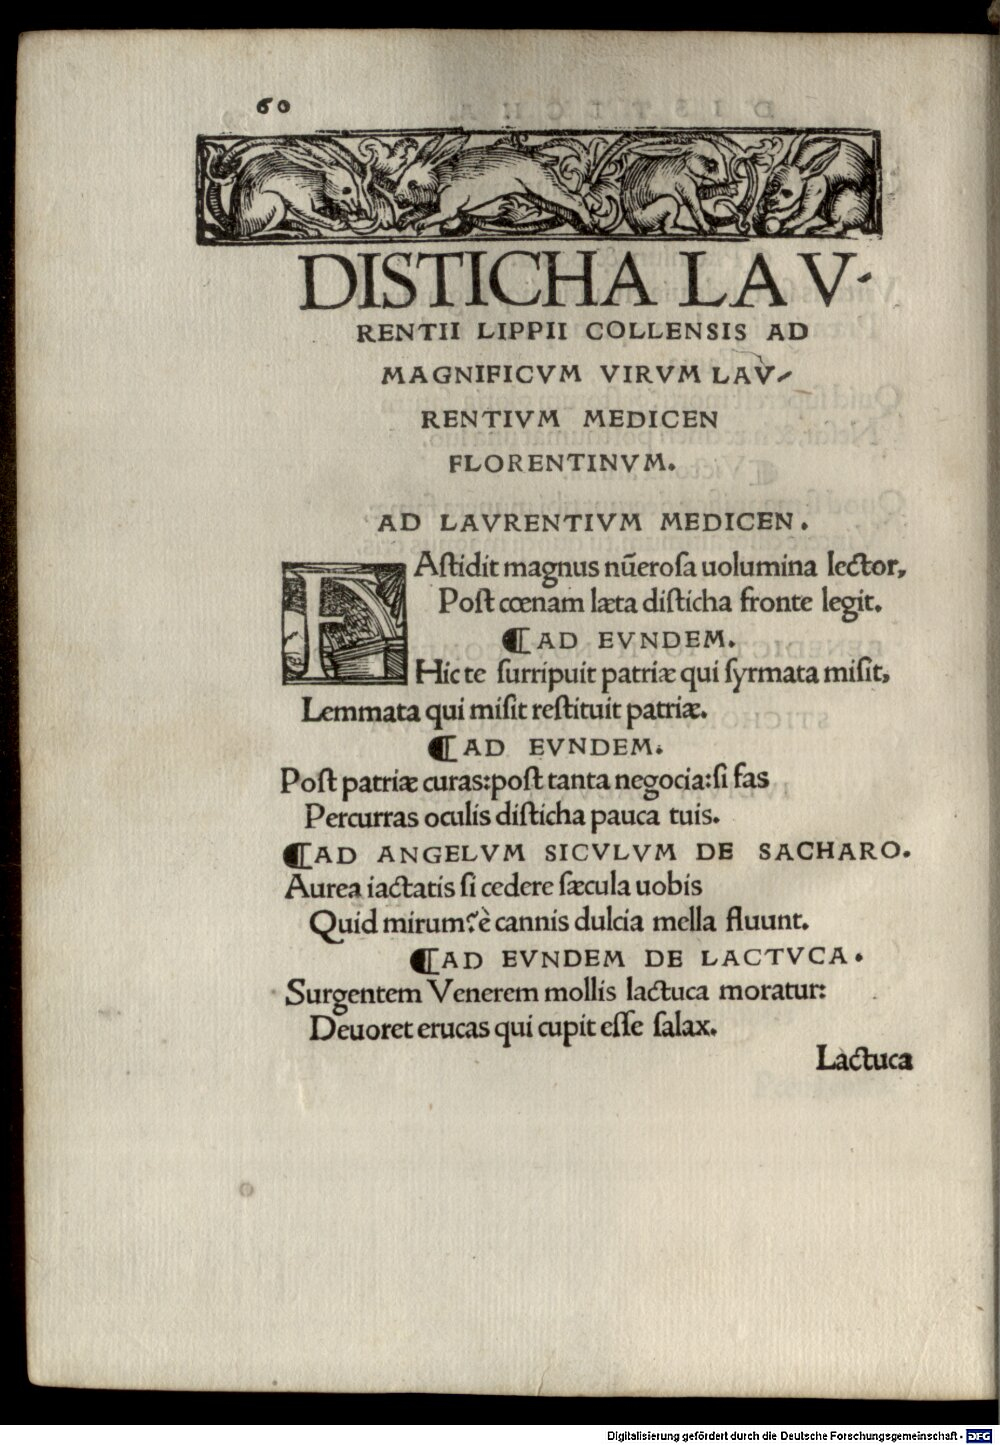 60
DISTICHA LAV-
RENTII LIPPII COLLENSIS AD
MAGNIFICVM VIRVM LAV-
RENTIVM MEDICEN
FLORENTINVM.
AD LAVRENTIVM MEDICEN.
FAſtidit magnus nūeroſa uolumina lector,
Poſt cœnam læta diſticha fronte legit.
¶AD EVNDEM.
Hic te ſurripuit patriæ qui ſyrmata miſit,
Lemmata qui miſit reſtituit patriæ.
¶AD EVNDEM.
Poſt patriæ curas:poſt tanta negocia:ſi fas
Percurras oculis diſticha pauca tuis.
¶AD ANGELVM SICVLVM DE SACHARO.
Aurea iactatis ſi cedere ſæcula uobis
Quid mirum?è cannis dulcia mella fluunt.
¶AD EVNDEM DE LACTVCA.
Surgentem Venerem mollis lactuca moratur:
Deuoret erucas qui cupit eſſe ſalax.
Lactuca
Digitalisierung gefördert durch die Deutsche Forschungsgemeinschaft - DFG